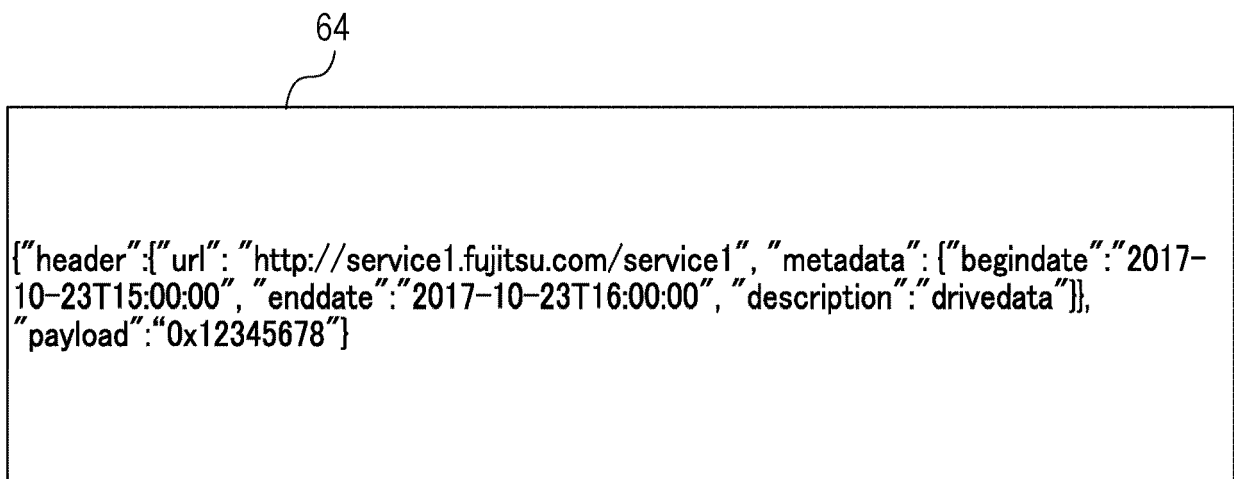 64
{"header":{"url": "http://service1.fujitsu.com/service1", "metadata": {"begindate":"2017-
10-23T15:00:00", "enddate":"2017-10-23T16:00:00", "description":"drivedata"}},
"payload":“0x12345678"}